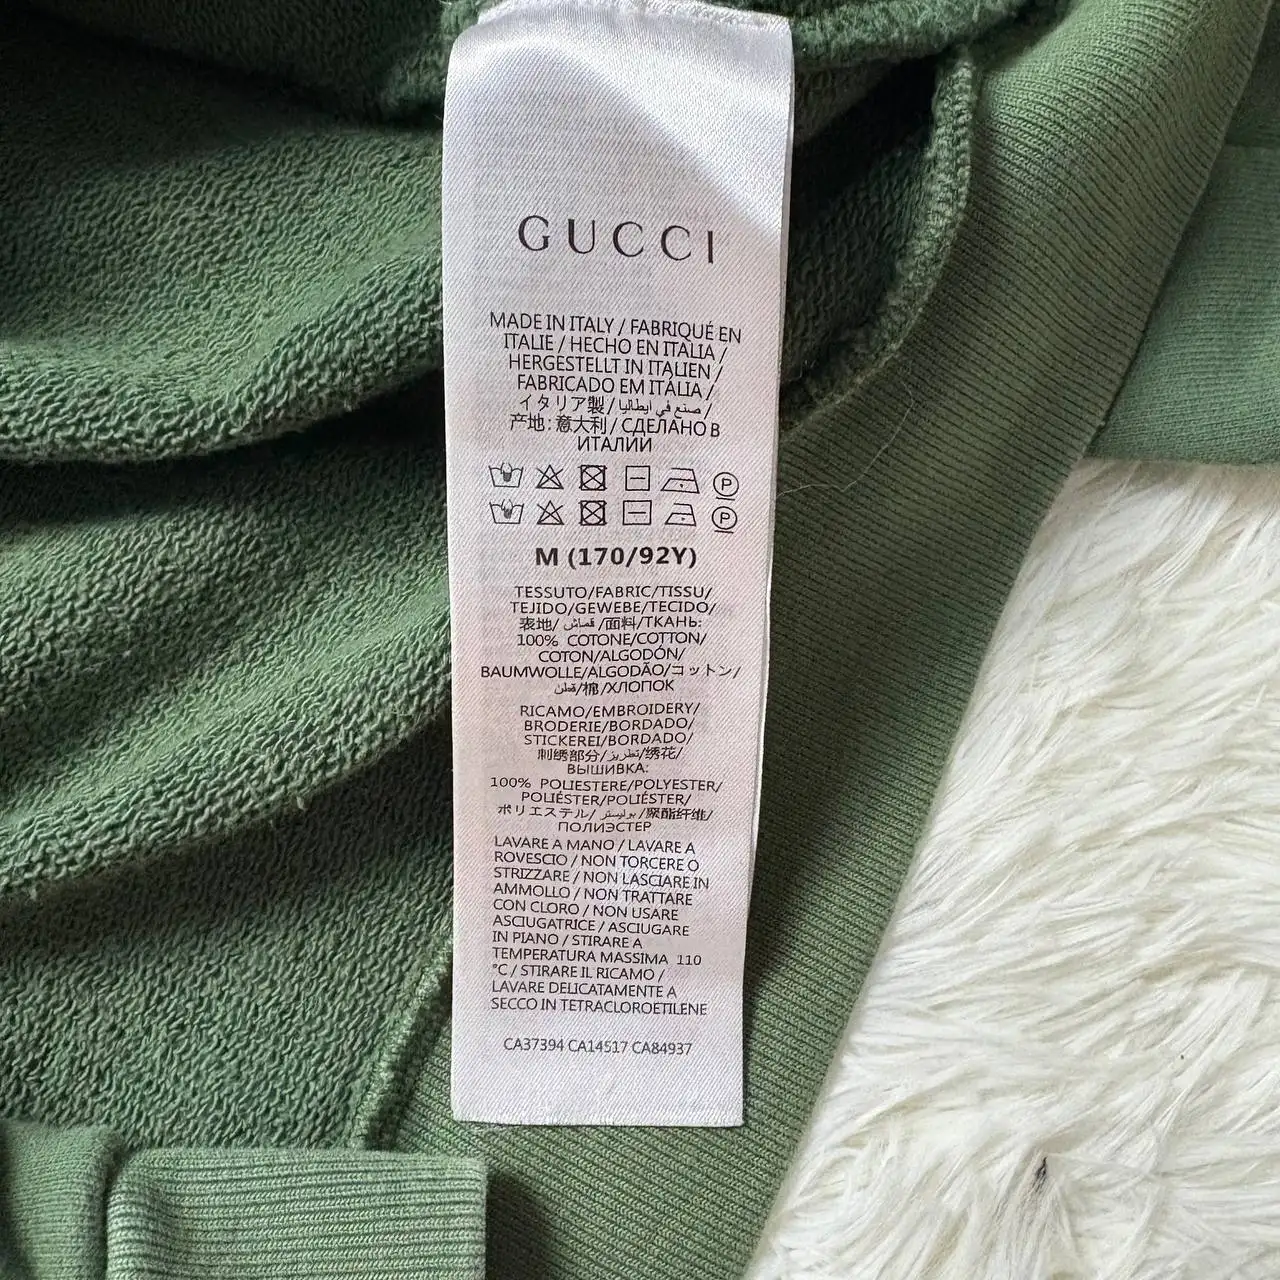 GUCCI
MADE IN ITALY / FABRIQUÉ EN
ITALIE / HECHO EN ITALIA /
HERGESTELLT IN ITALIEN /
FABRICADO EM ITÁLIA /
イタリア製 / صنع في ايطاليا /
产地: 意大利 / СДЕЛАНО В
ИТАЛИИ
P
P
M (170/92Y)
TESSUTO/FABRIC/TISSU/
TEJIDO/GEWEBE/TECIDO/
表地/ قماش /面料/ТКАНЬ:
100% COTONE/COTTON/
COTON/ALGODÓN/
BAUMWOLLE/ALGODÃO/コットン/
قطن/棉/ХЛОПОК
RICAMO/EMBROIDERY/
BRODERIE/BORDADO/
STICKEREI/BORDADO/
刺绣部分/تطريز/绣花/
ВЫШИВКА:
100% POLIESTERE/POLYESTER/
POLIÉSTER/POLIÉSTER/
ポリエステル/ بوليستر /聚酯纤维/
ПОЛИЭСТЕР
LAVARE A MANO / LAVARE A
ROVESCIO / NON TORCERE O
STRIZZARE / NON LASCIARE IN
AMMOLLO / NON TRATTARE
CON CLORO / NON USARE
ASCIUGATRICE / ASCIUGARE
IN PIANO / STIRARE A
TEMPERATURA MASSIMA 110
°C / STIRARE IL RICAMO /
LAVARE DELICATAMENTE A
SECCO IN TETRACLOROETILENE
CA37394 CA14517 CA84937